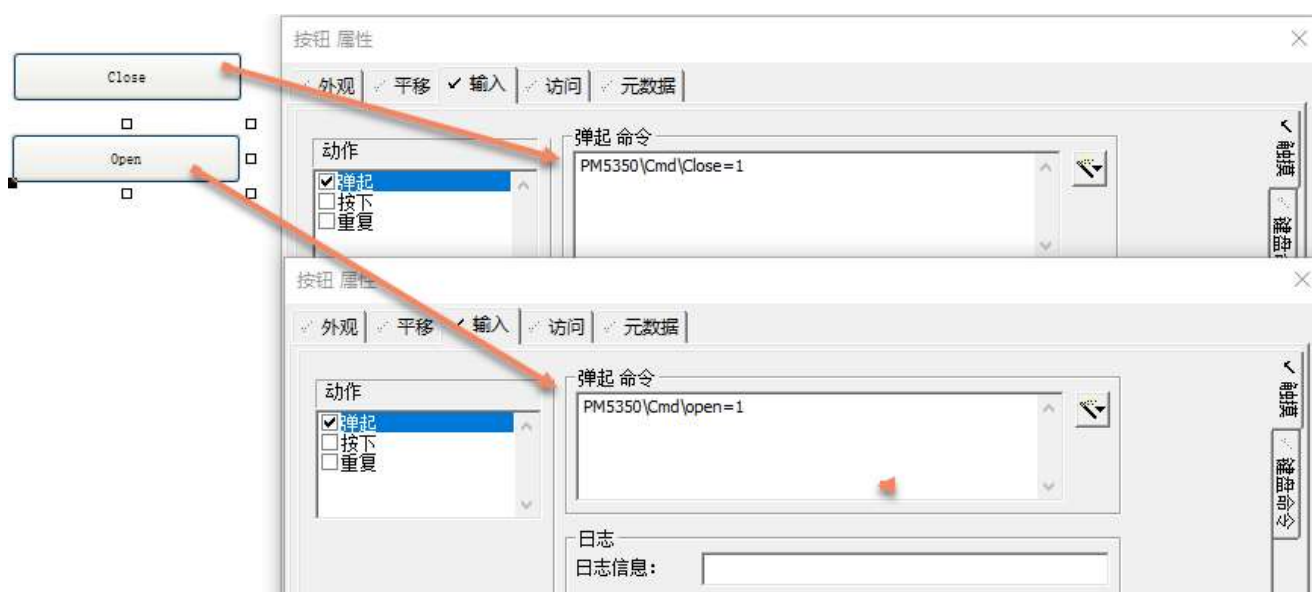 Close
Open
按钮 属性
外观 平移 输入 访问 元数据
动作
弹起
按下
重复
弹起 命令
PM5350\Cmd\Close=1
触摸
按钮 属性
外观 平移 输入 访问 元数据
动作
弹起
按下
重复
弹起 命令
PM5350\Cmd\open=1
触摸
键盘命令
日志
日志信息：